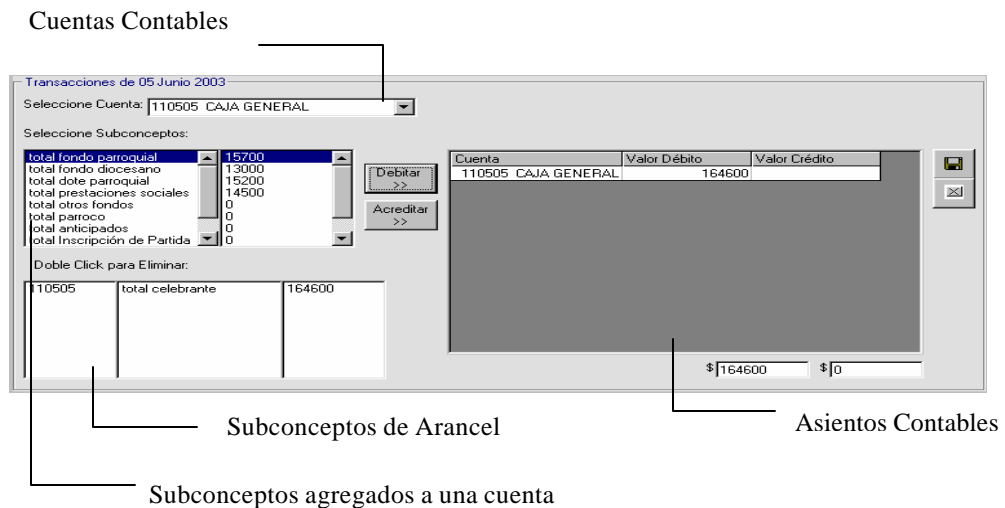 Cuentas Contables
Transacciones de 05 Junio 2003
Seleccione Cuenta: 110505 CAJA GENERAL
Seleccione Subconceptos:
total fondo parroquial 15700
total fondo diocesano 13000
total dote parroquial 15200
total prestaciones sociales 14500
total otros fondos 0
total parroco 0
total anticipados 0
total Inscripción de Partida 0
Debitar
>>
Acreditar
>>
Cuenta Valor Débito Valor Crédito
110505 CAJA GENERAL 164600
Doble Click para Eliminar:
110505 total celebrante 164600
$ 164600 $ 0
Subconceptos de Arancel
Asientos Contables
Subconceptos agregados a una cuenta